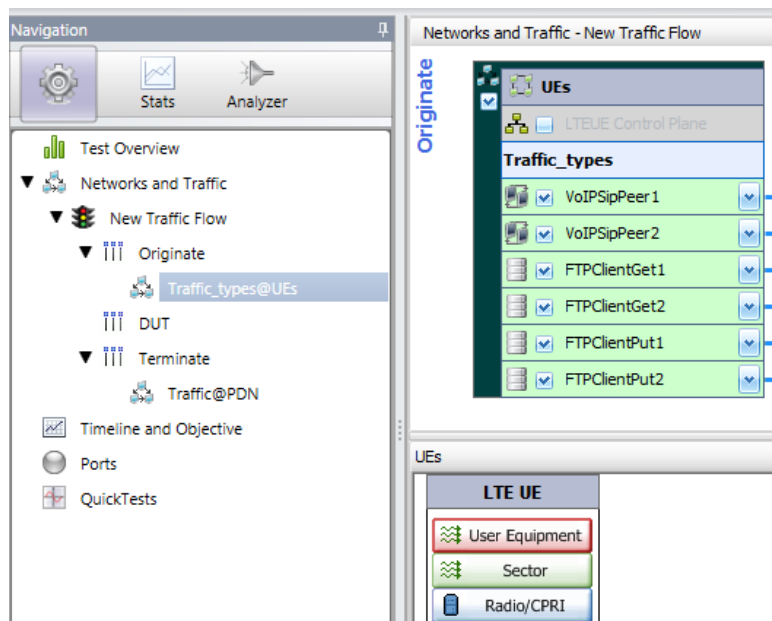 Navigation
Stats
Analyzer
Test Overview
Networks and Traffic
New Traffic Flow
Originate
Traffic_types@UEs
DUT
Terminate
Traffic@PDN
Timeline and Objective
Ports
QuickTests
Networks and Traffic - New Traffic Flow
Originate
UEs
LTEUE Control Plane
Traffic_types
VoIPSipPeer1
VoIPSipPeer2
FTPClientGet1
FTPClientGet2
FTPClientPut1
FTPClientPut2
UEs
LTE UE
User Equipment
Sector
Radio/CPRI